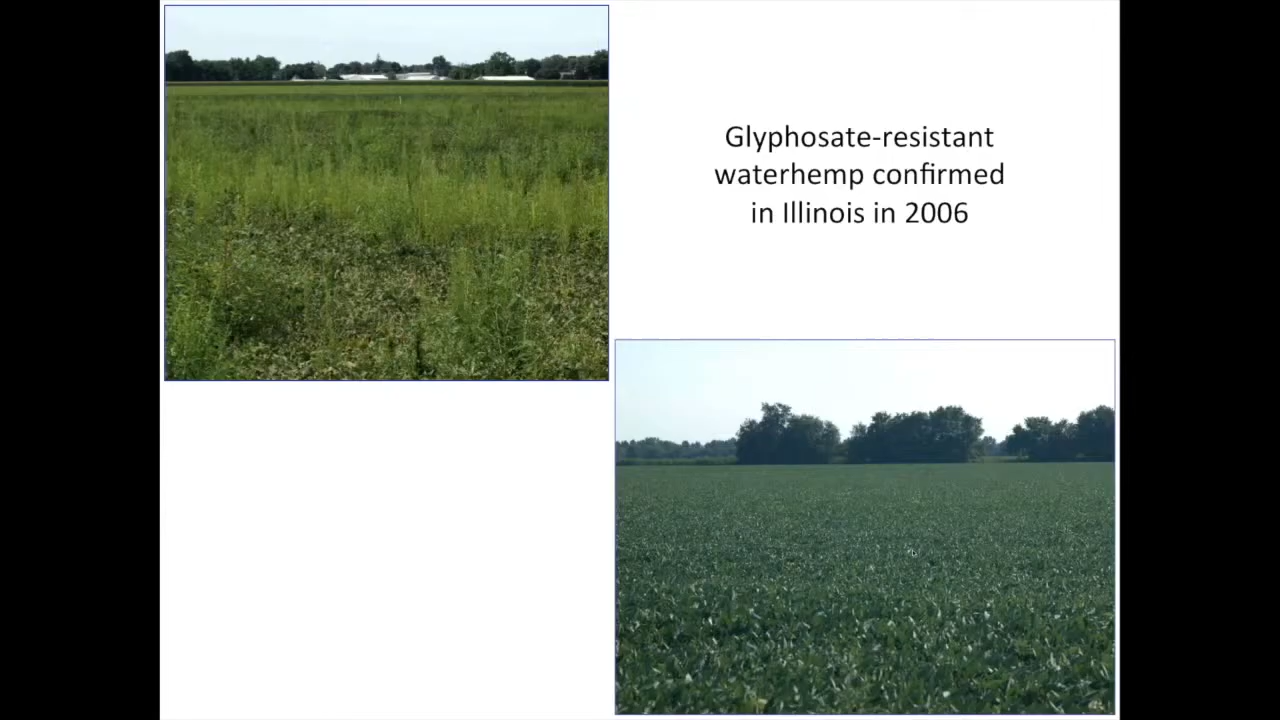 Glyphosate-resistant
waterhemp confirmed
in Illinois in 2006